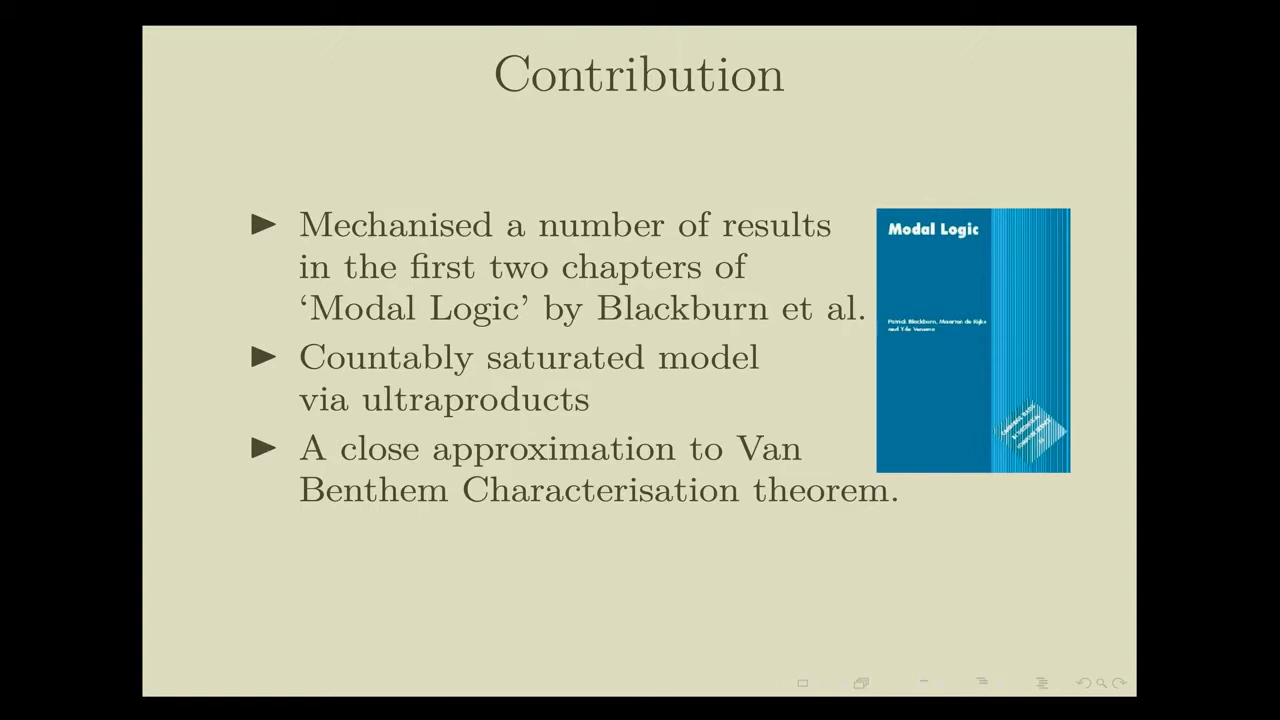 Contribution
▶ Mechanised a number of results
in the first two chapters of
‘Modal Logic’ by Blackburn et al.
▶ Countably saturated model
via ultraproducts
▶ A close approximation to Van
Benthem Characterisation theorem.
Modal Logic
Patrick Blackburn, Maarten de Rijke
and Yde Venema